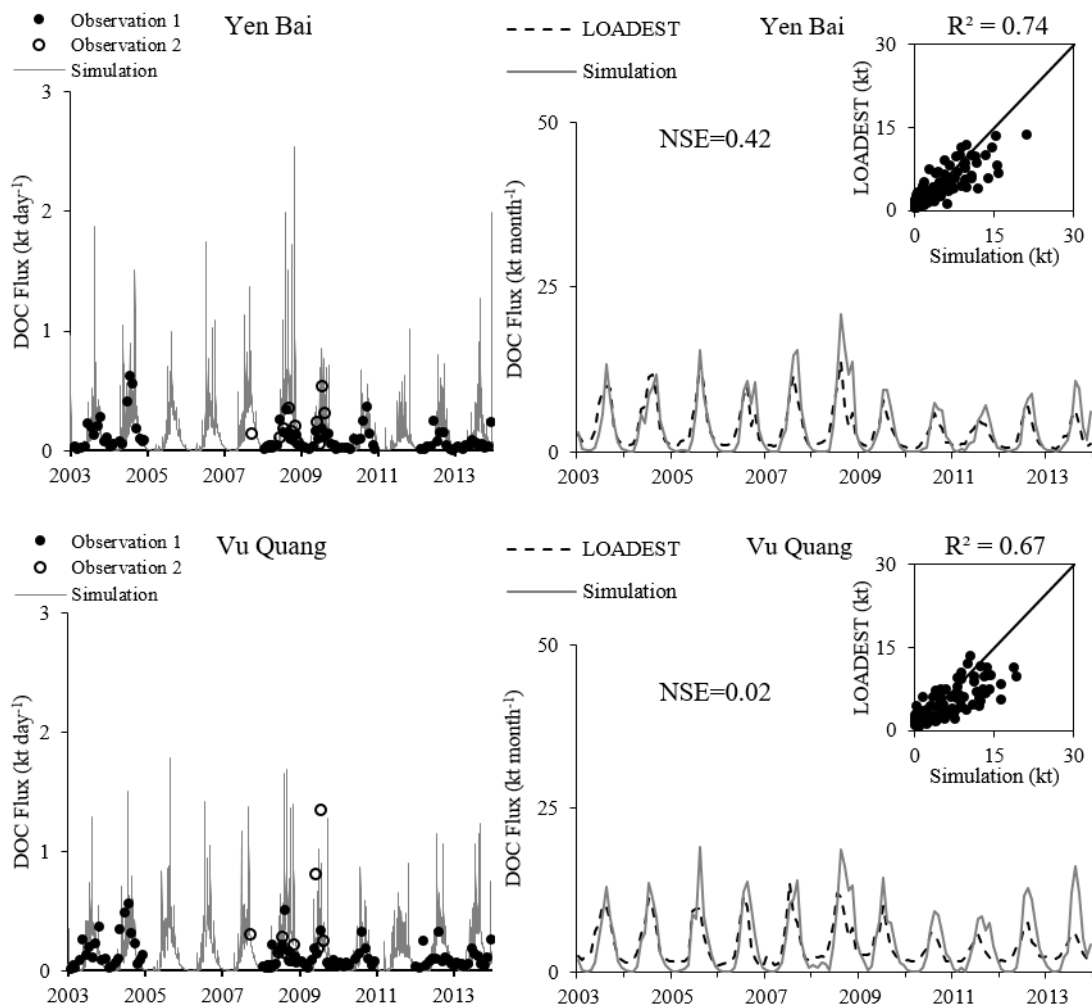 Observation 1
Observation 2
Simulation
Yen Bai
3
2
1
0
DOC Flux (kt day⁻¹)
2003 2005 2007 2009 2011 2013
LOADEST
Simulation
Yen Bai
NSE=0.42
50
25
0
DOC Flux (kt month⁻¹)
2003 2005 2007 2009 2011 2013
R² = 0.74
30
15
0
LOADEST (kt)
0 15 30
Simulation (kt)
Observation 1
Observation 2
Simulation
Vu Quang
3
2
1
0
DOC Flux (kt day⁻¹)
2003 2005 2007 2009 2011 2013
LOADEST
Simulation
Vu Quang
NSE=0.02
50
25
0
DOC Flux (kt month⁻¹)
2003 2005 2007 2009 2011 2013
R² = 0.67
30
15
0
LOADEST (kt)
0 15 30
Simulation (kt)